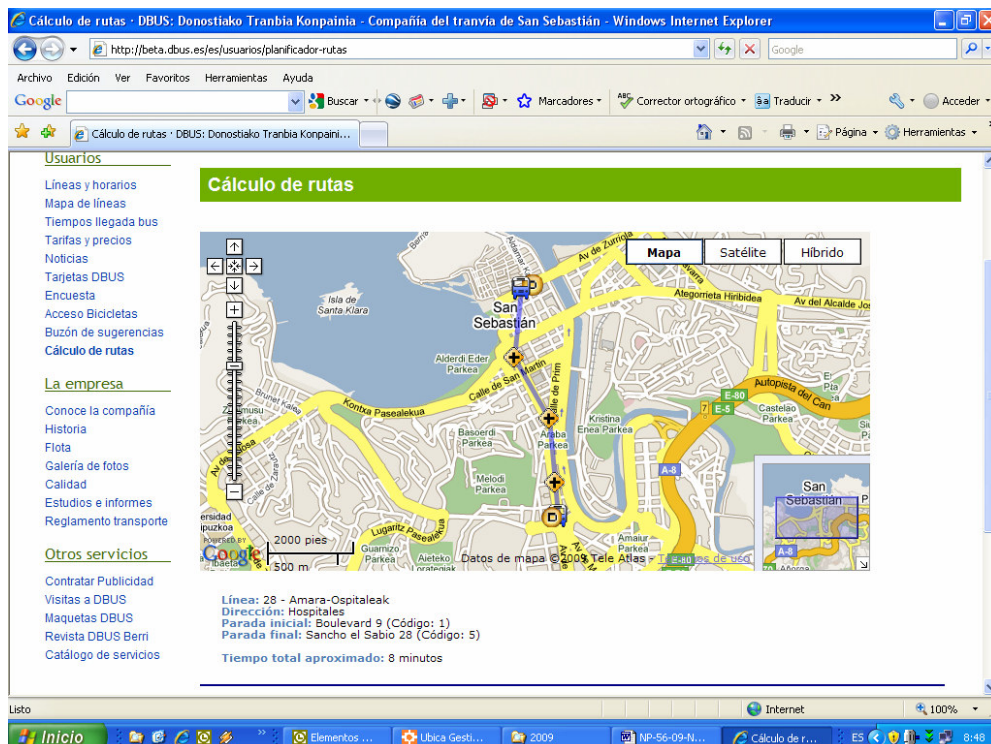 Cálculo de rutas · DBUS: Donostiako Tranbia Konpainia - Compañía del tranvía de San Sebastián - Windows Internet Explorer
http://beta.dbus.es/es/usuarios/planificador-rutas
Google
Archivo Edición Ver Favoritos Herramientas Ayuda
Google Buscar Marcadores Corrector ortográfico Traducir Acceder
Cálculo de rutas · DBUS: Donostiako Tranbia Konpaini... Página Herramientas
Usuarios
Líneas y horarios
Mapa de líneas
Tiempos llegada bus
Tarifas y precios
Noticias
Tarjetas DBUS
Encuesta
Acceso Bicicletas
Buzón de sugerencias
Cálculo de rutas
La empresa
Conoce la compañía
Historia
Flota
Galería de fotos
Calidad
Estudios e informes
Reglamento transporte
Otros servicios
Contratar Publicidad
Visitas a DBUS
Maquetas DBUS
Revista DBUS Berri
Catálogo de servicios
Cálculo de rutas
Mapa Satélite Híbrido
Av de Zurriola
Ategorrieta Hiribidea
Av del Alcalde Jos
Isla de
Santa Klara
San
Sebastián
Alderdi Eder
Parkea
Calle de San Martin
Calle de Prim
Kontxa Pasealekua
Basoerdi
Parkea
Araba
Parkea
Kristina
Enea Parkea
Melodi
Parkea
Autopista del Can
E-80
7 E-5
Castelao
Parkea
A-8
Lugaritz Pasealekua
Amaiur
Parkea
Aieteko
San
Sebastián
A-8
POWERED BY
Google
2000 pies
500 m
Datos de mapa ©2009 Tele Atlas - Términos de uso
Línea: 28 - Amara-Ospitaleak
Dirección: Hospitales
Parada inicial: Boulevard 9 (Código: 1)
Parada final: Sancho el Sabio 28 (Código: 5)
Tiempo total aproximado: 8 minutos
Listo Internet 100%
Inicio Elementos ... Ubica Gesti... 2009 NP-56-09-N... Cálculo de r... ES 8:48